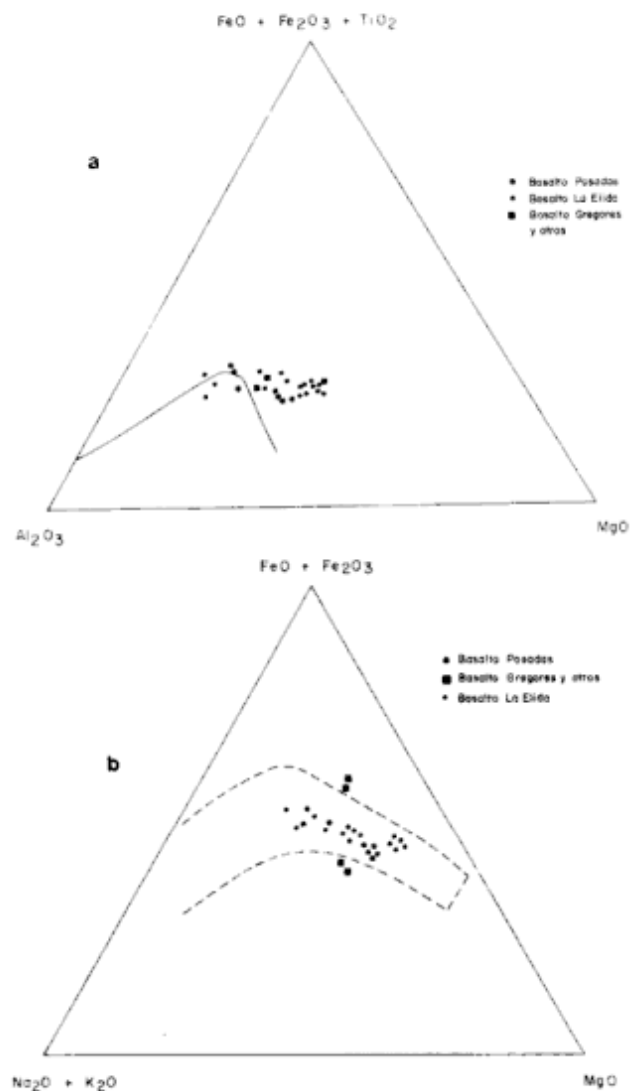 FeO + Fe₂O₃ + TiO₂
a
Basalto Posadas
Basalto La Elida
Basalto Gregores
y otros
Al₂O₃
MgO
FeO + Fe₂O₃
Basalto Posadas
Basalto Gregores y otros
Basalto La Elida
b
Na₂O + K₂O
MgO